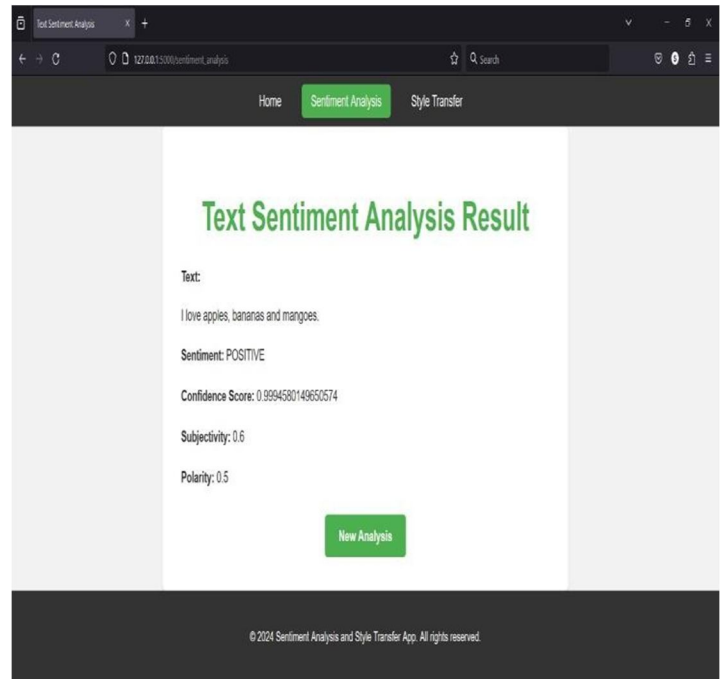 Text Sentiment Analysis X +
127.0.0.1:5000/sentiment_analysis Search
Home Sentiment Analysis Style Transfer
Text Sentiment Analysis Result
Text:
I love apples, bananas and mangoes.
Sentiment: POSITIVE
Confidence Score: 0.9994580149650574
Subjectivity: 0.6
Polarity: 0.5
New Analysis
© 2024 Sentiment Analysis and Style Transfer App. All rights reserved.